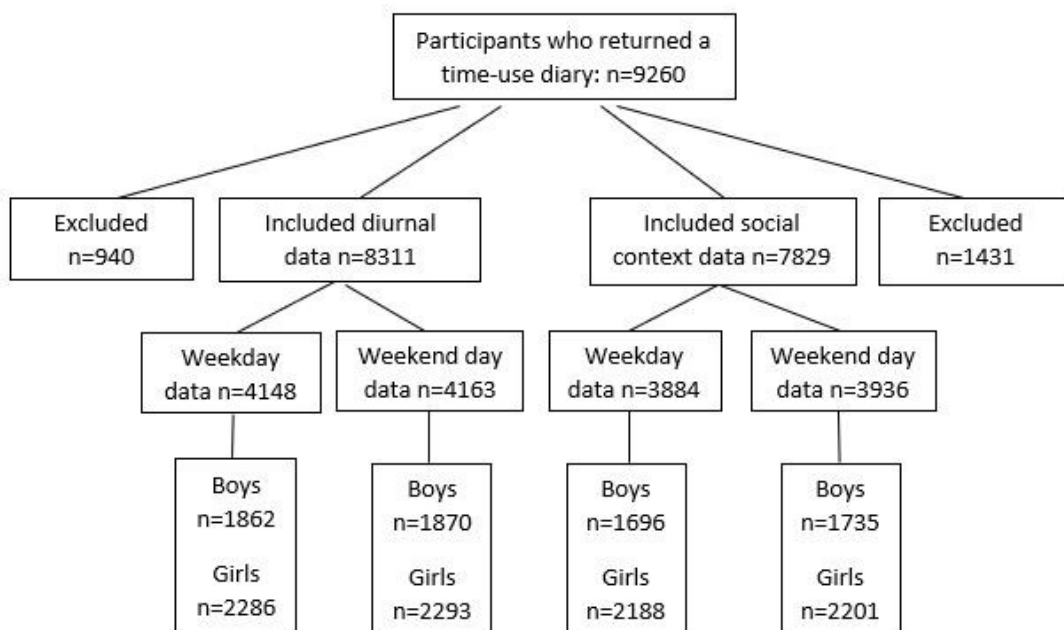 Participants who returned a
time-use diary: n=9260
Excluded
n=940
Included diurnal
data n=8311
Included social
context data n=7829
Excluded
n=1431
Weekday
data n=4148
Weekend day
data n=4163
Weekday
data n=3884
Weekend day
data n=3936
Boys
n=1862
Girls
n=2286
Boys
n=1870
Girls
n=2293
Boys
n=1696
Girls
n=2188
Boys
n=1735
Girls
n=2201